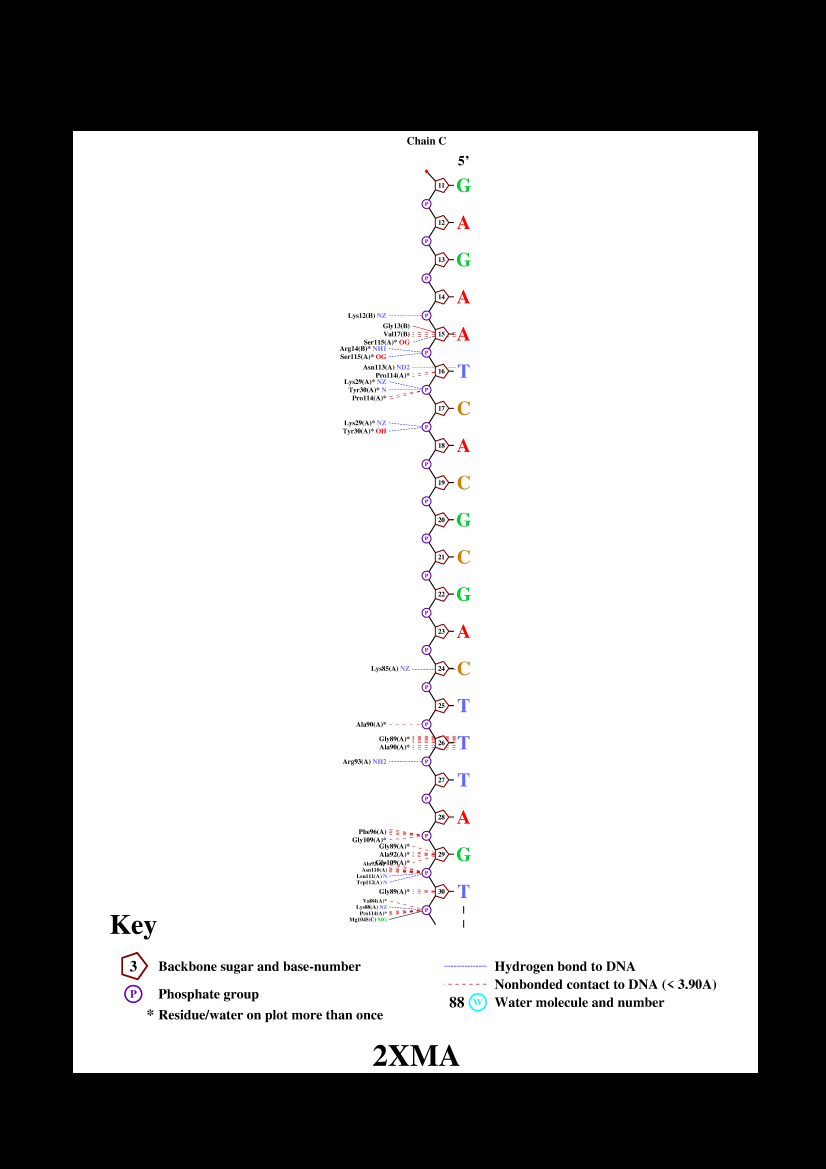 Chain C
5'
11 G
P
12 A
P
13 G
P
14 A
Lys12(B) NZ P
Gly13(B)
Val17(B) 15 A
Ser115(A)* OG
Arg14(B)* NH1 P
Ser115(A)* OG
Asn113(A) ND2 16 T
Pro114(A)*
Lys29(A)* NZ
Tyr30(A)* N P
Pro114(A)*
17 C
Lys29(A)* NZ P
Tyr30(A)* OH
18 A
P
19 C
P
20 G
P
21 C
P
22 G
P
23 A
P
Lys85(A) NZ 24 C
P
25 T
Ala90(A)* P
Gly89(A)* 26 T
Ala90(A)*
Arg93(A) NH2 P
27 T
P
28 A
Phe96(A) P
Gly109(A)*
Gly89(A)*
Ala92(A)* 29 G
Gly109(A)*
Asn110(A) P
Leu111(A) N
Trp112(A) N
Gly89(A)* 30 T
Val84(A)*
Lys88(A) NZ P
Pro114(A)*
Mg1045(C) MG
Key
3 Backbone sugar and base-number
P Phosphate group
* Residue/water on plot more than once
Hydrogen bond to DNA
Nonbonded contact to DNA (< 3.90A)
88 W Water molecule and number
2XMA